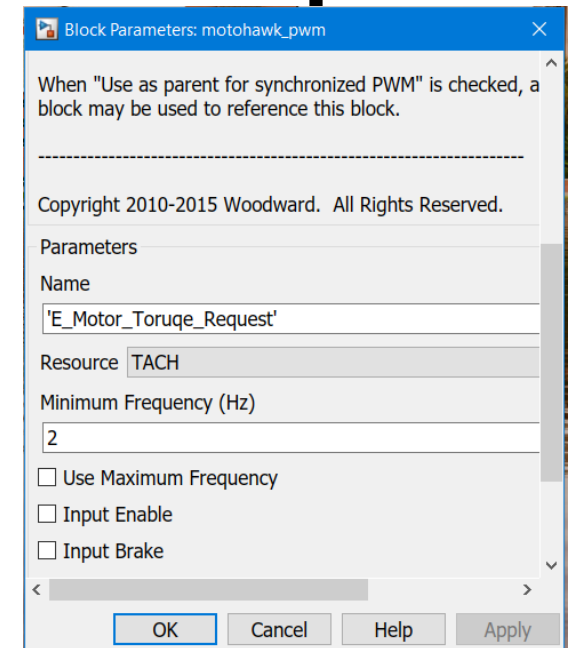 Block Parameters: motohawk_pwm
When "Use as parent for synchronized PWM" is checked, a
block may be used to reference this block.
-----------------------------------------------------------------------
Copyright 2010-2015 Woodward.  All Rights Reserved.
Parameters
Name
'E_Motor_Toruqe_Request'
Resource TACH
Minimum Frequency (Hz)
2
Use Maximum Frequency
Input Enable
Input Brake
OK Cancel Help Apply